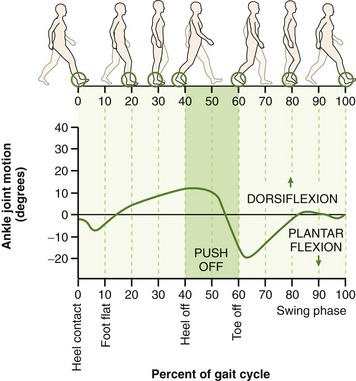 0 10 20 30 40 50 60 70 80 90 100
Ankle joint motion
(degrees)
40
30
20
10
0
−10
−20
DORSIFLEXION
PLANTAR
FLEXION
PUSH
OFF
0 10 20 30 40 50 60 70 80 90 100
Heel contact
Foot flat
Heel off
Toe off
Swing phase
Percent of gait cycle